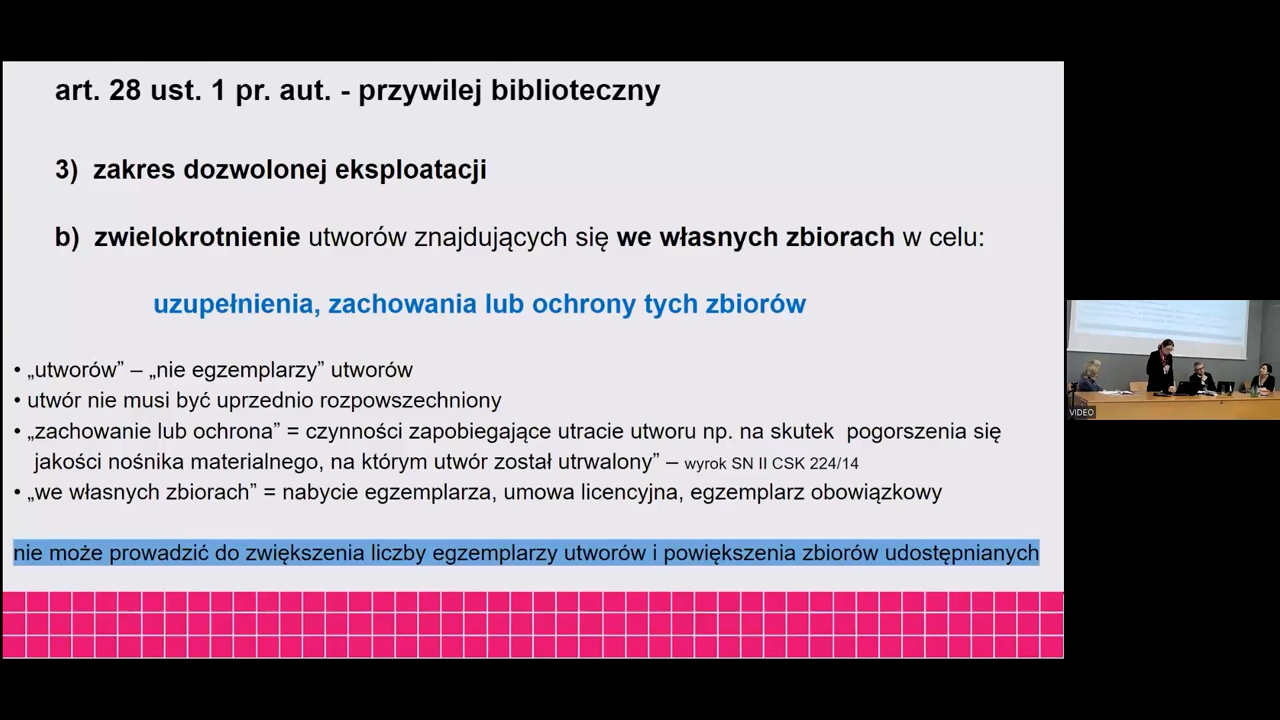 art. 28 ust. 1 pr. aut. - przywilej biblioteczny
3) zakres dozwolonej eksploatacji
b) zwielokrotnienie utworów znajdujących się we własnych zbiorach w celu:
uzupełnienia, zachowania lub ochrony tych zbiorów
• „utworów” – „nie egzemplarzy” utworów
• utwór nie musi być uprzednio rozpowszechniony
• „zachowanie lub ochrona” = czynności zapobiegające utracie utworu np. na skutek pogorszenia się
jakości nośnika materialnego, na którym utwór został utrwalony” – wyrok SN II CSK 224/14
• „we własnych zbiorach” = nabycie egzemplarza, umowa licencyjna, egzemplarz obowiązkowy
nie może prowadzić do zwiększenia liczby egzemplarzy utworów i powiększenia zbiorów udostępnianych
VIDEO